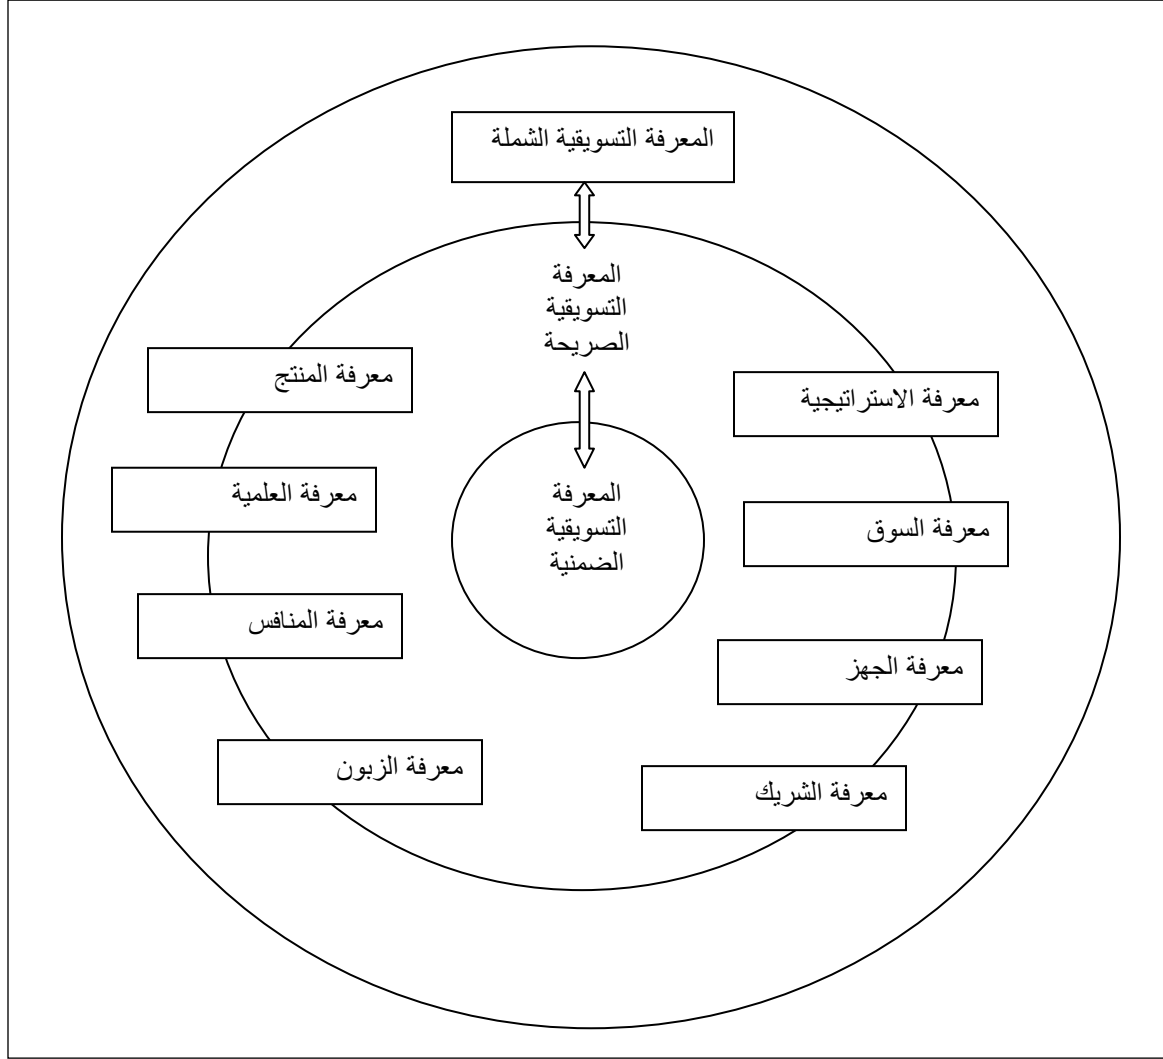 المعرفة التسويقية الشملة
المعرفة
التسويقية
الصريحة
معرفة المنتج
معرفة الاستراتيجية
معرفة العلمية
معرفة السوق
المعرفة
التسويقية
الضمنية
معرفة المنافس
معرفة الجهز
معرفة الزبون
معرفة الشريك